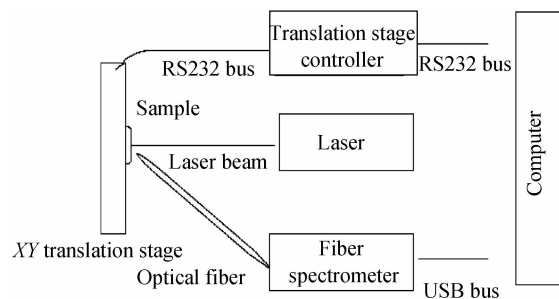 Translation stage
controller
RS232 bus
RS232 bus
Sample
Laser
Laser beam
Computer
XY translation stage
Optical fiber
Fiber
spectrometer
USB bus